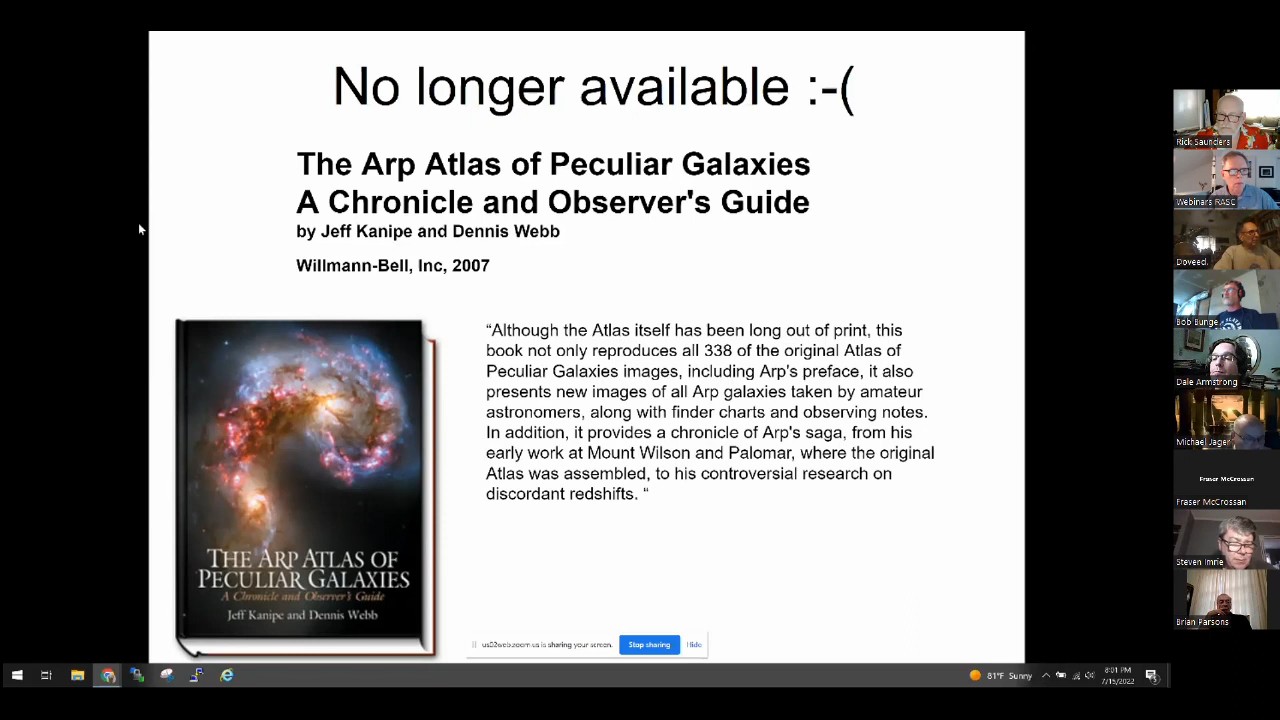 No longer available :-(
The Arp Atlas of Peculiar Galaxies
A Chronicle and Observer's Guide
by Jeff Kanipe and Dennis Webb
Willmann-Bell, Inc, 2007
“Although the Atlas itself has been long out of print, this
book not only reproduces all 338 of the original Atlas of
Peculiar Galaxies images, including Arp's preface, it also
presents new images of all Arp galaxies taken by amateur
astronomers, along with finder charts and observing notes.
In addition, it provides a chronicle of Arp's saga, from his
early work at Mount Wilson and Palomar, where the original
Atlas was assembled, to his controversial research on
discordant redshifts. “
THE ARP ATLAS OF
PECULIAR GALAXIES
A Chronicle and Observer's Guide
Jeff Kanipe and Dennis Webb
us02web.zoom.us is sharing your screen.
Stop sharing
Hide
81°F Sunny
8:01 PM
7/15/2022
Rick Saunders
Webinars RASC
Doveed.
Bob Bunge
Dale Armstrong
Michael Jager
Fraser McCrossan
Fraser McCrossan
Steven Imrie
Brian Parsons